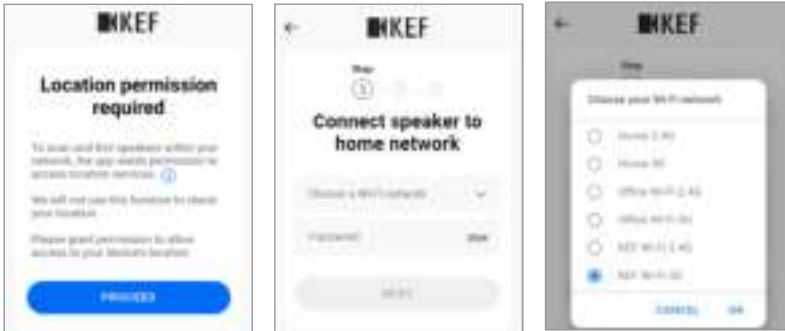 KEF
Location permission
required
To scan and find speakers within your
network, the app needs permission to
access location services.
We will not use this function to check
your location.
Please grant permission to allow
access to your device's location.
PROCEED
KEF
Step
1
Connect speaker to
home network
Choose a Wi-Fi network
Password
NEXT
KEF
Step
Choose your Wi-Fi network
Home 2.4G
Home 5G
Office Wi-Fi 2.4G
Office Wi-Fi 5G
KEF Wi-Fi 2.4G
KEF Wi-Fi 5G
CANCEL
OK